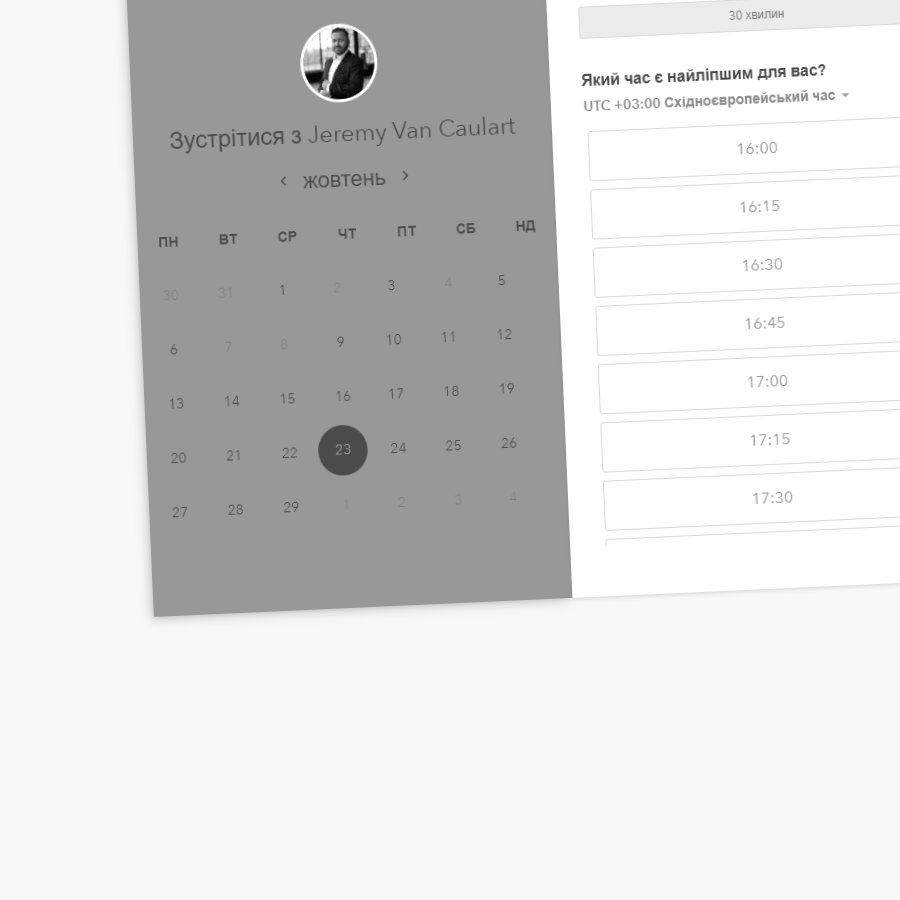 Зустрітися з Jeremy Van Caulart
‹ жовтень ›
ПН ВТ СР ЧТ ПТ СБ НД
30 31 1 2 3 4 5
6 7 8 9 10 11 12
13 14 15 16 17 18 19
20 21 22 23 24 25 26
27 28 29 1 2 3 4
30 хвилин
Який час є найліпшим для вас?
UTC +03:00 Східноєвропейський час
16:00
16:15
16:30
16:45
17:00
17:15
17:30